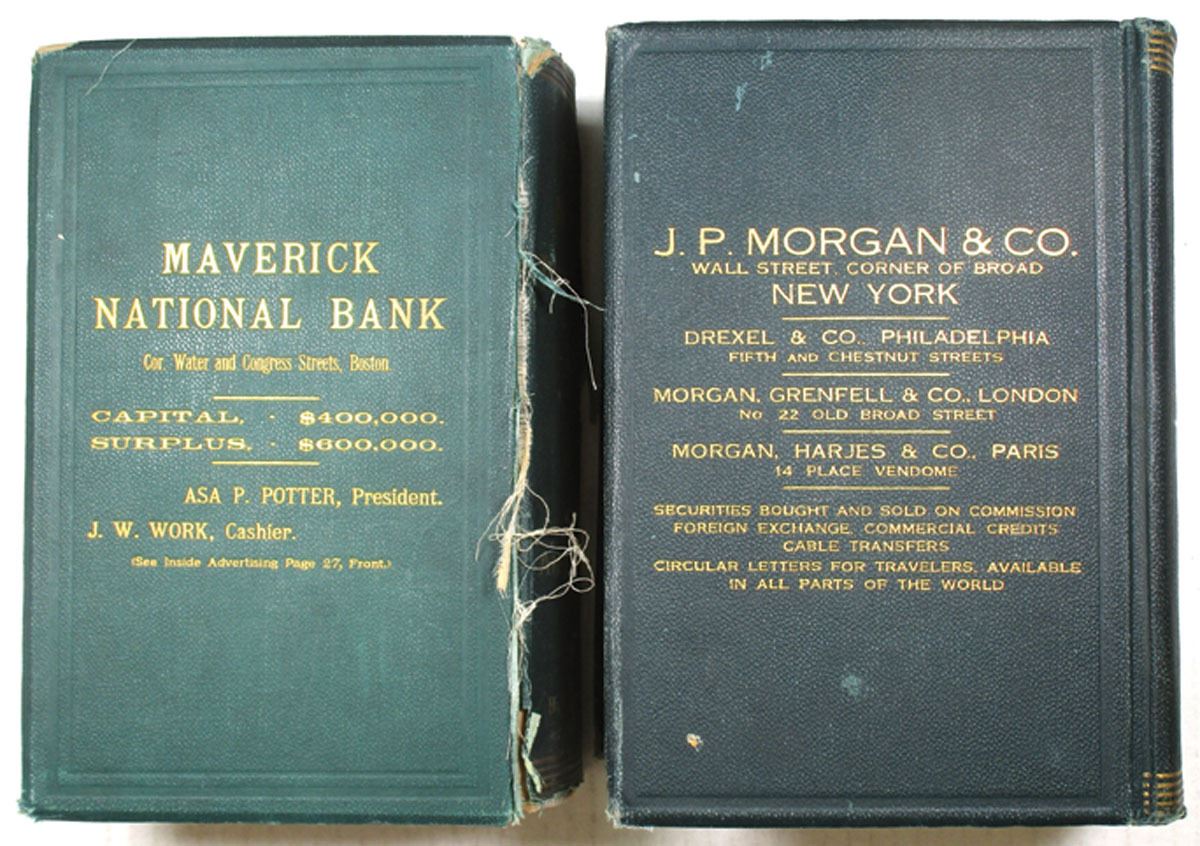 MAVERICK
NATIONAL BANK
Cor. Water and Congress Streets, Boston.
CAPITAL, · $400,000.
SURPLUS, · $600,000.
ASA P. POTTER, President.
J. W. WORK, Cashier.
(See Inside Advertising Page 27, Front.)
J. P. MORGAN & CO.
WALL STREET, CORNER OF BROAD
NEW YORK
DREXEL & CO., PHILADELPHIA
FIFTH AND CHESTNUT STREETS
MORGAN, GRENFELL & CO., LONDON
No 22 OLD BROAD STREET
MORGAN, HARJES & CO., PARIS
14 PLACE VENDOME
SECURITIES BOUGHT AND SOLD ON COMMISSION
FOREIGN EXCHANGE, COMMERCIAL CREDITS
CABLE TRANSFERS
CIRCULAR LETTERS FOR TRAVELERS, AVAILABLE
IN ALL PARTS OF THE WORLD